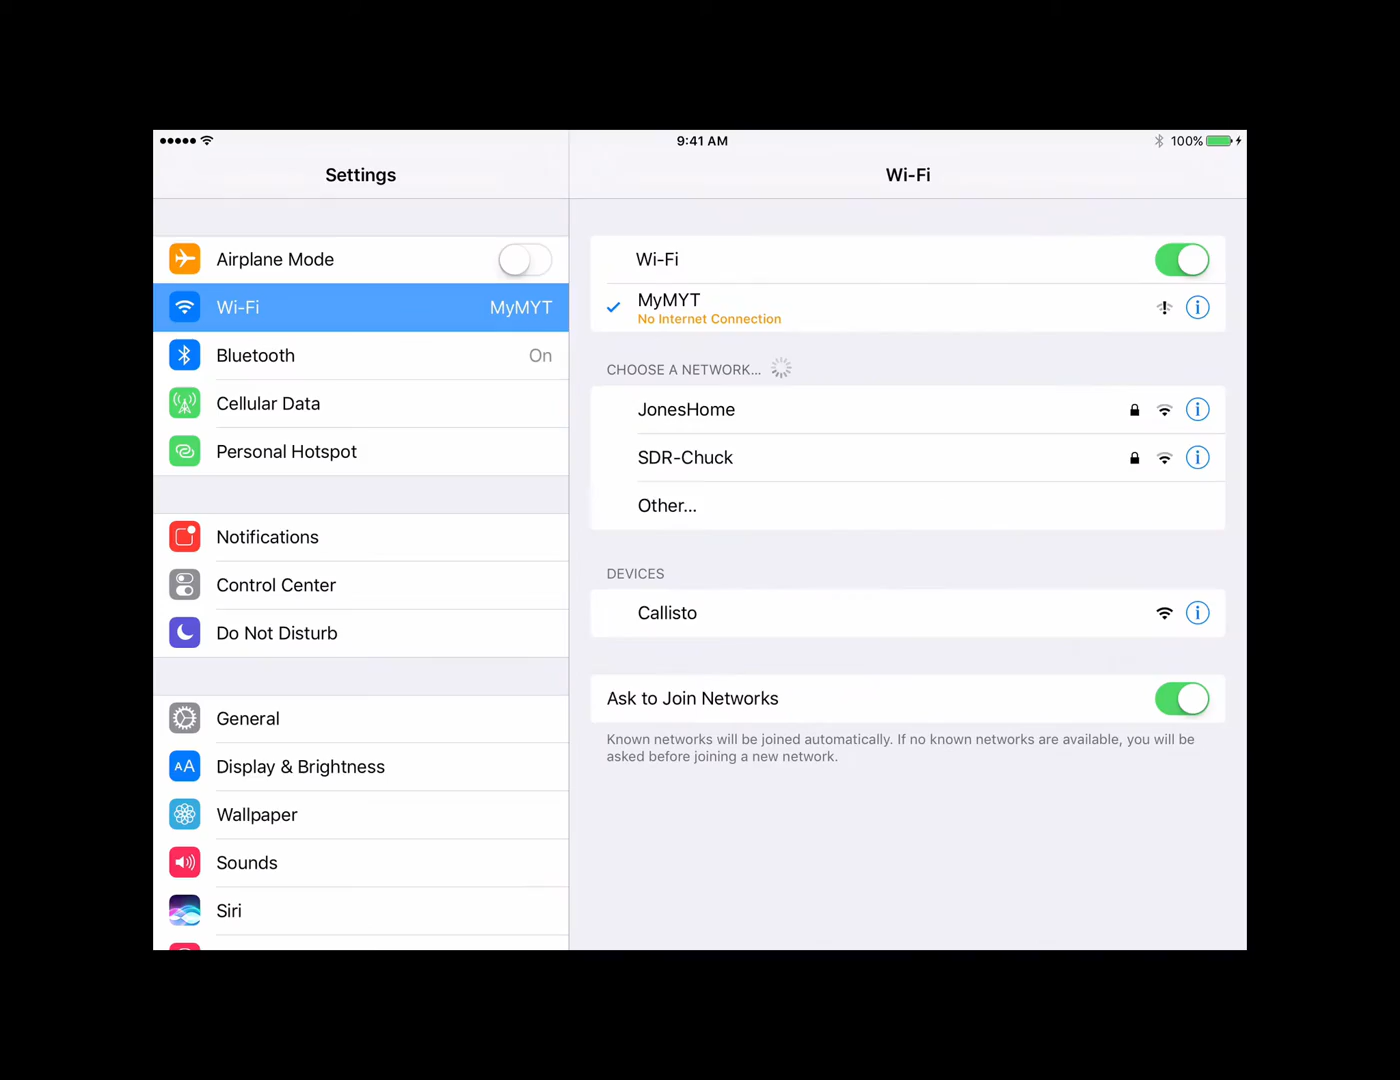 9:41 AM
100%
Settings
Airplane Mode
Wi-Fi MyMYT
Bluetooth On
Cellular Data
Personal Hotspot
Notifications
Control Center
Do Not Disturb
General
AA Display & Brightness
Wallpaper
Sounds
Siri
Wi-Fi
Wi-Fi
MyMYT
No Internet Connection
CHOOSE A NETWORK...
JonesHome
SDR-Chuck
Other...
DEVICES
Callisto
Ask to Join Networks
Known networks will be joined automatically. If no known networks are available, you will be
asked before joining a new network.